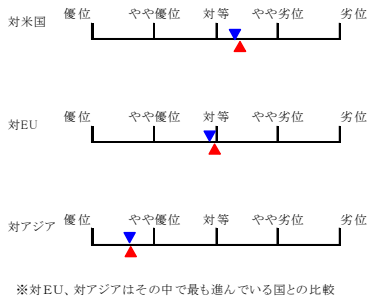 優位 やや優位 対等 やや劣位 劣位
対米国
優位 やや優位 対等 やや劣位 劣位
対EU
優位 やや優位 対等 やや劣位 劣位
対アジア
※対EU、対アジアはその中で最も進んでいる国との比較